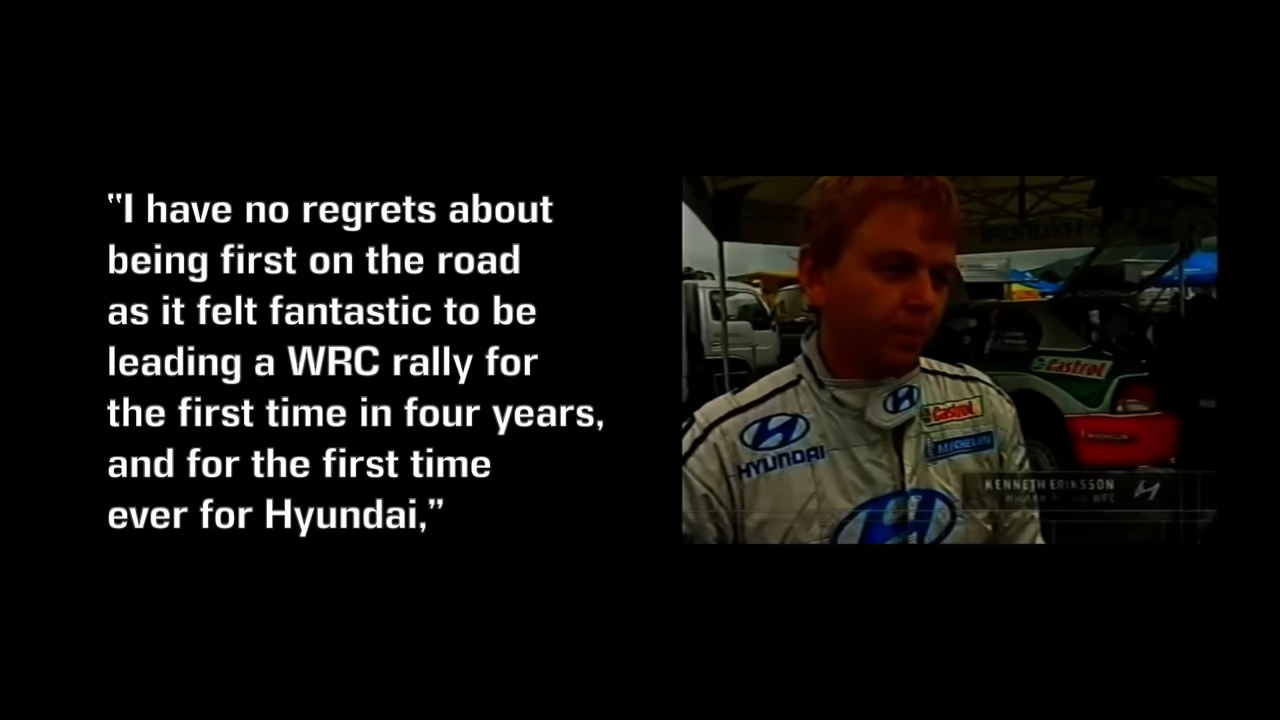 “I have no regrets about
being first on the road
as it felt fantastic to be
leading a WRC rally for
the first time in four years,
and for the first time
ever for Hyundai,”
Castrol
Castrol
MICHELIN
HYUNDAI
KENNETH ERIKSSON
WRC